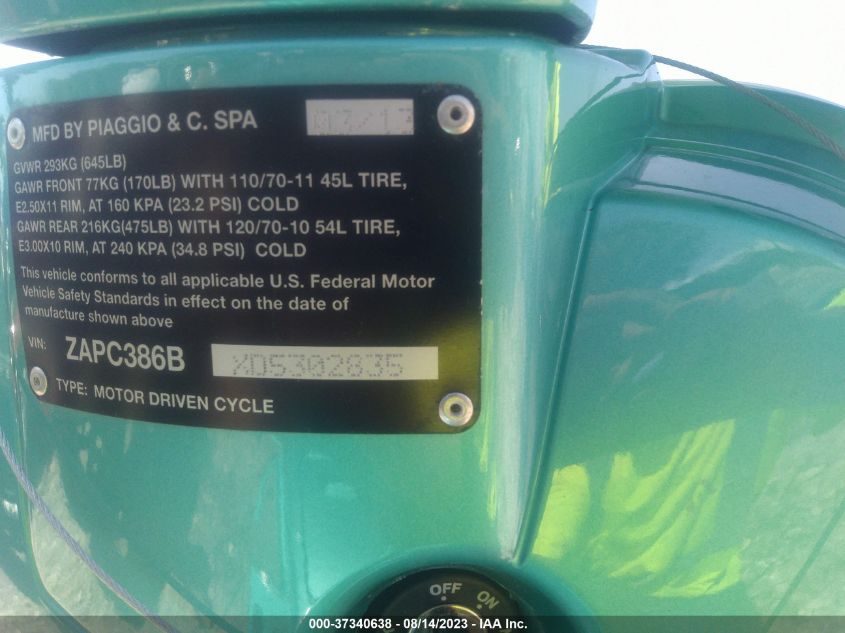 MFD BY PIAGGIO & C. SPA 03/13
GVWR 293KG (645LB)
GAWR FRONT 77KG (170LB) WITH 110/70-11 45L TIRE,
E2.50X11 RIM, AT 160 KPA (23.2 PSI) COLD
GAWR REAR 216KG(475LB) WITH 120/70-10 54L TIRE,
E3.00X10 RIM, AT 240 KPA (34.8 PSI) COLD
This vehicle conforms to all applicable U.S. Federal Motor
Vehicle Safety Standards in effect on the date of
manufacture shown above
VIN: ZAPC386B XD5302835
TYPE: MOTOR DRIVEN CYCLE
OFF ON
000-37340638 - 08/14/2023 - IAA Inc.